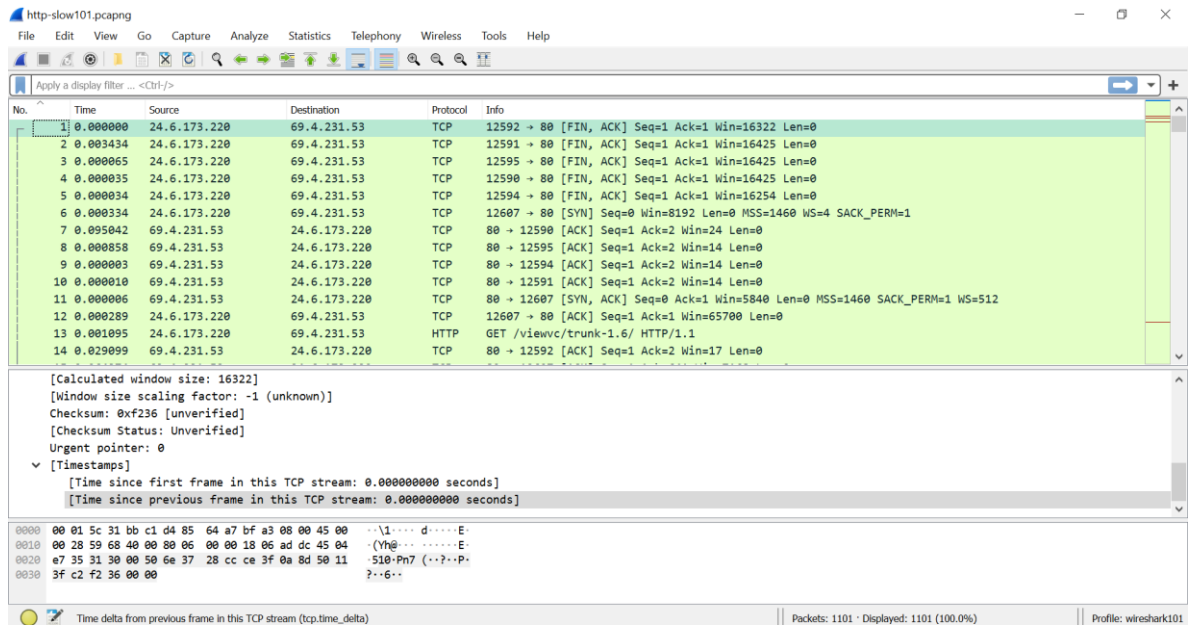 http-slow101.pcapng
File Edit View Go Capture Analyze Statistics Telephony Wireless Tools Help
Apply a display filter ... <Ctrl-/>
No. Time Source Destination Protocol Info
1 0.000000 24.6.173.220 69.4.231.53 TCP 12592 → 80 [FIN, ACK] Seq=1 Ack=1 Win=16322 Len=0
2 0.003434 24.6.173.220 69.4.231.53 TCP 12591 → 80 [FIN, ACK] Seq=1 Ack=1 Win=16425 Len=0
3 0.000065 24.6.173.220 69.4.231.53 TCP 12595 → 80 [FIN, ACK] Seq=1 Ack=1 Win=16425 Len=0
4 0.000035 24.6.173.220 69.4.231.53 TCP 12590 → 80 [FIN, ACK] Seq=1 Ack=1 Win=16425 Len=0
5 0.000034 24.6.173.220 69.4.231.53 TCP 12594 → 80 [FIN, ACK] Seq=1 Ack=1 Win=16254 Len=0
6 0.000334 24.6.173.220 69.4.231.53 TCP 12607 → 80 [SYN] Seq=0 Win=8192 Len=0 MSS=1460 WS=4 SACK_PERM=1
7 0.095042 69.4.231.53 24.6.173.220 TCP 80 → 12590 [ACK] Seq=1 Ack=2 Win=24 Len=0
8 0.000858 69.4.231.53 24.6.173.220 TCP 80 → 12595 [ACK] Seq=1 Ack=2 Win=14 Len=0
9 0.000003 69.4.231.53 24.6.173.220 TCP 80 → 12594 [ACK] Seq=1 Ack=2 Win=14 Len=0
10 0.000010 69.4.231.53 24.6.173.220 TCP 80 → 12591 [ACK] Seq=1 Ack=2 Win=14 Len=0
11 0.000006 69.4.231.53 24.6.173.220 TCP 80 → 12607 [SYN, ACK] Seq=0 Ack=1 Win=5840 Len=0 MSS=1460 SACK_PERM=1 WS=512
12 0.000289 24.6.173.220 69.4.231.53 TCP 12607 → 80 [ACK] Seq=1 Ack=1 Win=65700 Len=0
13 0.001095 24.6.173.220 69.4.231.53 HTTP GET /viewvc/trunk-1.6/ HTTP/1.1
14 0.029099 69.4.231.53 24.6.173.220 TCP 80 → 12592 [ACK] Seq=1 Ack=2 Win=17 Len=0
[Calculated window size: 16322]
[Window size scaling factor: -1 (unknown)]
Checksum: 0xf236 [unverified]
[Checksum Status: Unverified]
Urgent pointer: 0
[Timestamps]
[Time since first frame in this TCP stream: 0.000000000 seconds]
[Time since previous frame in this TCP stream: 0.000000000 seconds]
0000 00 01 5c 31 bb c1 d4 85 64 a7 bf a3 08 00 45 00 ··\1···· d·····E·
0010 00 28 59 68 40 00 80 06 00 00 18 06 ad dc 45 04 ·(Yh@··· ······E·
0020 e7 35 31 30 00 50 6e 37 28 cc ce 3f 0a 8d 50 11 ·510·Pn7 (··?··P·
0030 3f c2 f2 36 00 00 ?··6··
Time delta from previous frame in this TCP stream (tcp.time_delta) Packets: 1101 · Displayed: 1101 (100.0%) Profile: wireshark101